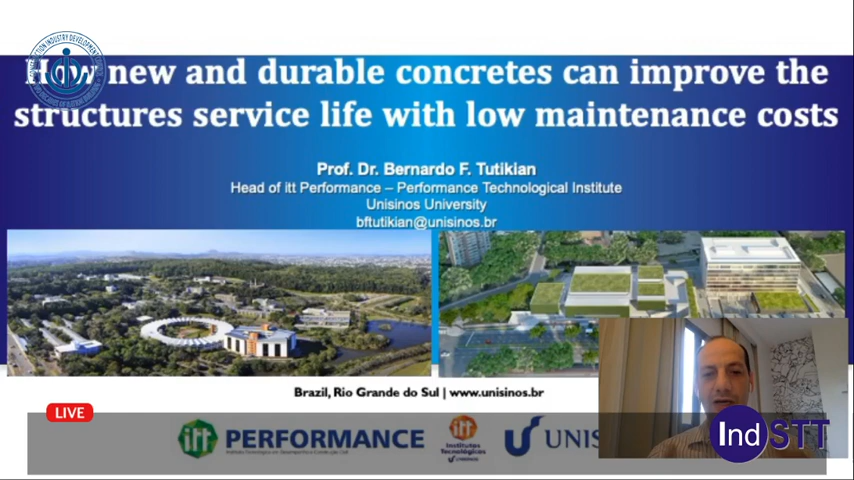 How new and durable concretes can improve the
structures service life with low maintenance costs
Prof. Dr. Bernardo F. Tutikian
Head of itt Performance – Performance Technological Institute
Unisinos University
bftutikian@unisinos.br
Brazil, Rio Grande do Sul | www.unisinos.br
LIVE
itt PERFORMANCE
itt
Institutos
Tecnológicos
UNIS
IndSTT